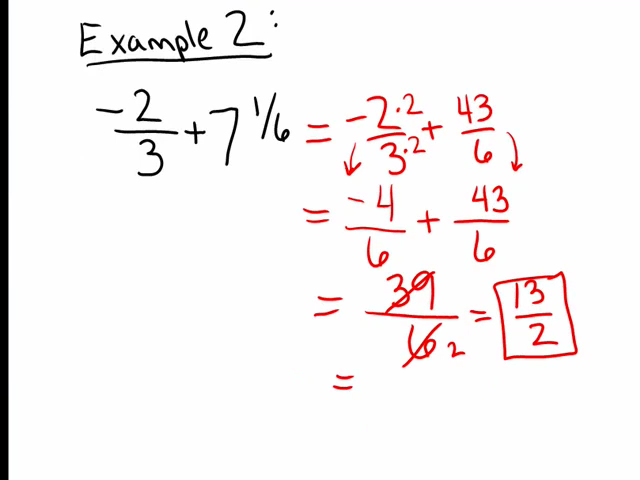 Example 2:
-2/3 + 7 1/6 = -2·2/3·2 + 43/6
= -4/6 + 43/6
= 39/6 2 = 13/2
=